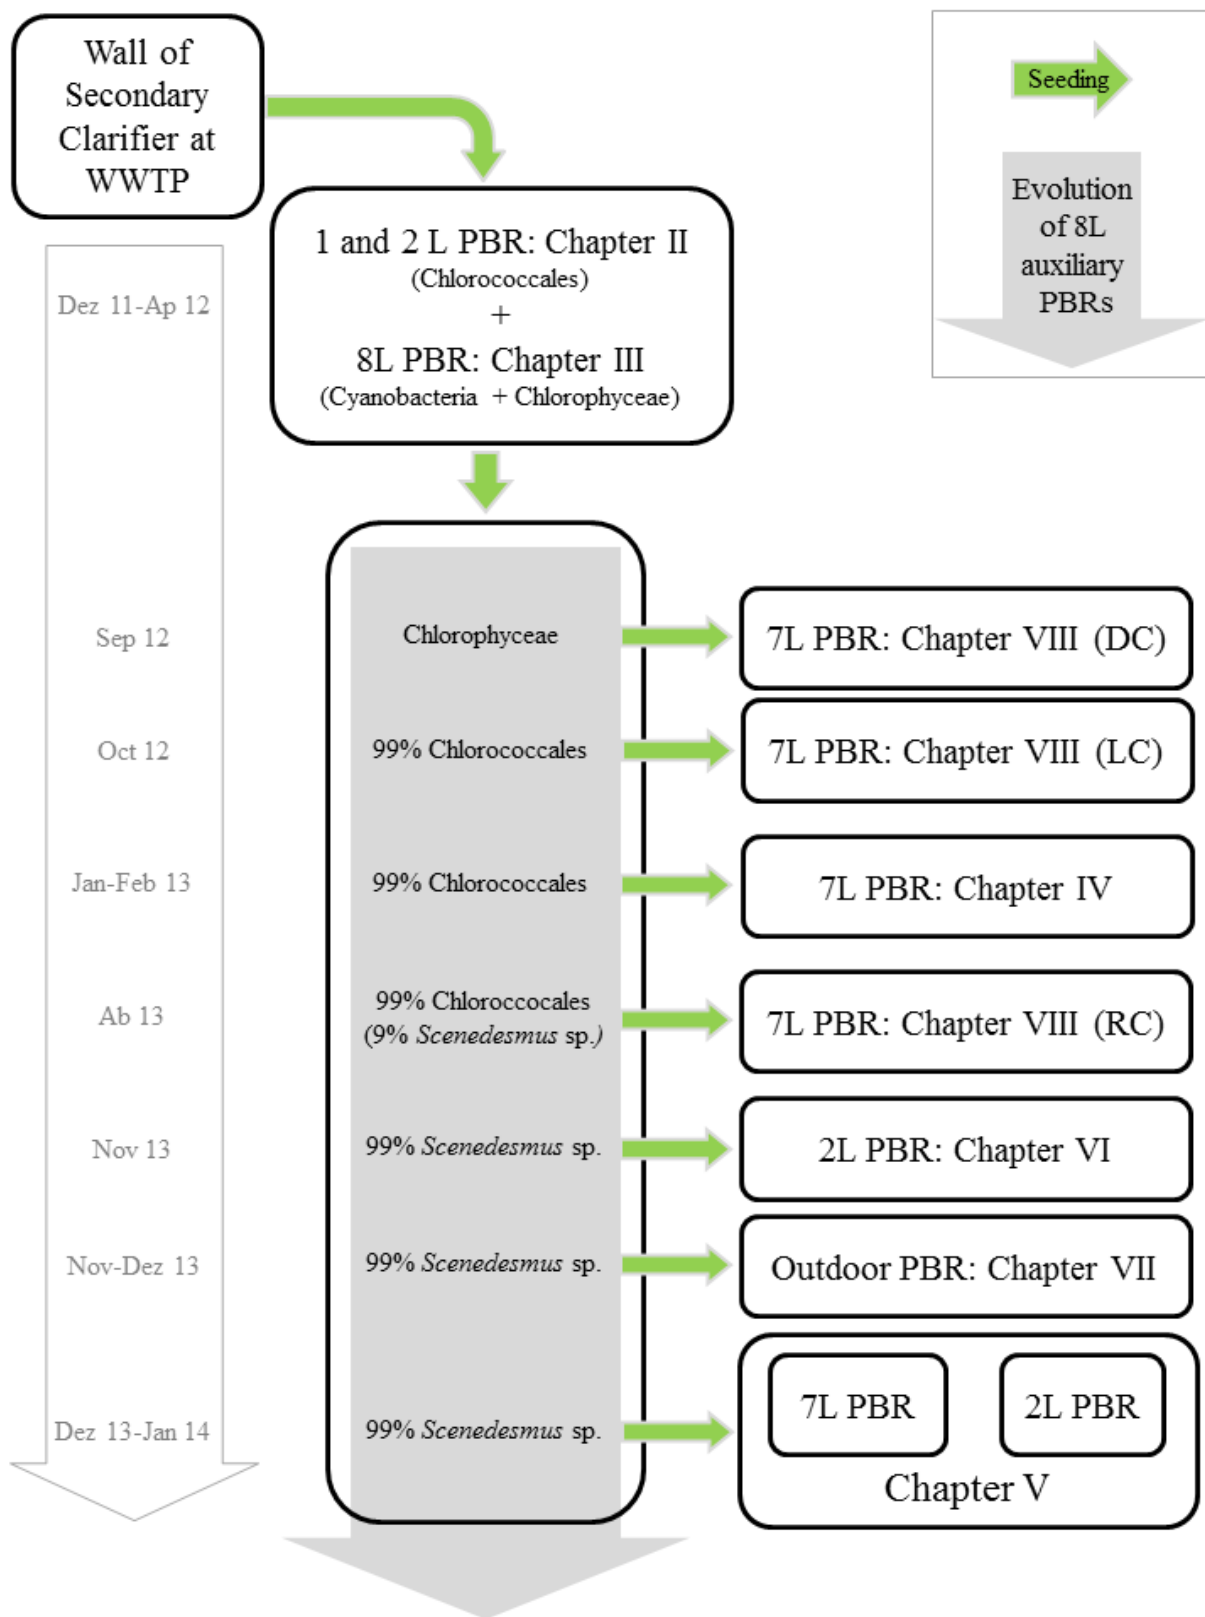 Wall of
Secondary
Clarifier at
WWTP
Seeding
Evolution
of 8L
auxiliary
PBRs
Dez 11-Ap 12
1 and 2 L PBR: Chapter II
(Chlorococcales)
+
8L PBR: Chapter III
(Cyanobacteria + Chlorophyceae)
Sep 12
Chlorophyceae
7L PBR: Chapter VIII (DC)
Oct 12
99% Chlorococcales
7L PBR: Chapter VIII (LC)
Jan-Feb 13
99% Chlorococcales
7L PBR: Chapter IV
Ab 13
99% Chloroccocales
(9% Scenedesmus sp.)
7L PBR: Chapter VIII (RC)
Nov 13
99% Scenedesmus sp.
2L PBR: Chapter VI
Nov-Dez 13
99% Scenedesmus sp.
Outdoor PBR: Chapter VII
Dez 13-Jan 14
99% Scenedesmus sp.
7L PBR
2L PBR
Chapter V